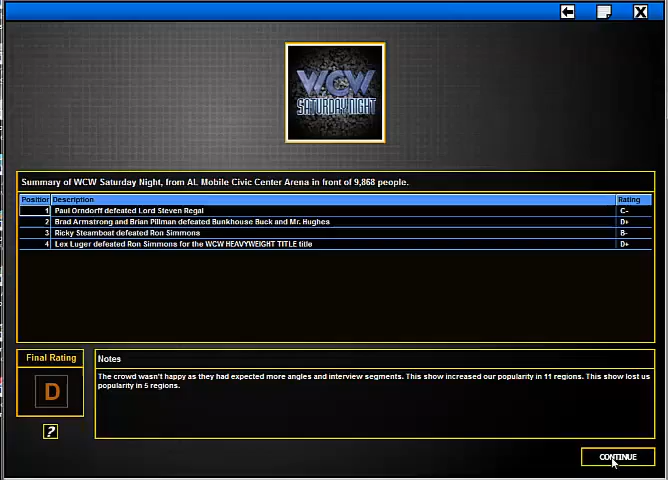 WCW
SATURDAY NIGHT
Summary of WCW Saturday Night, from AL Mobile Civic Center Arena in front of 9,868 people.
Position Description Rating
1 Paul Orndorff defeated Lord Steven Regal C-
2 Brad Armstrong and Brian Pillman defeated Bunkhouse Buck and Mr. Hughes D+
3 Ricky Steamboat defeated Ron Simmons B-
4 Lex Luger defeated Ron Simmons for the WCW HEAVYWEIGHT TITLE title D+
Final Rating
D
?
Notes
The crowd wasn't happy as they had expected more angles and interview segments. This show increased our popularity in 11 regions. This show lost us
popularity in 5 regions.
CONTINUE